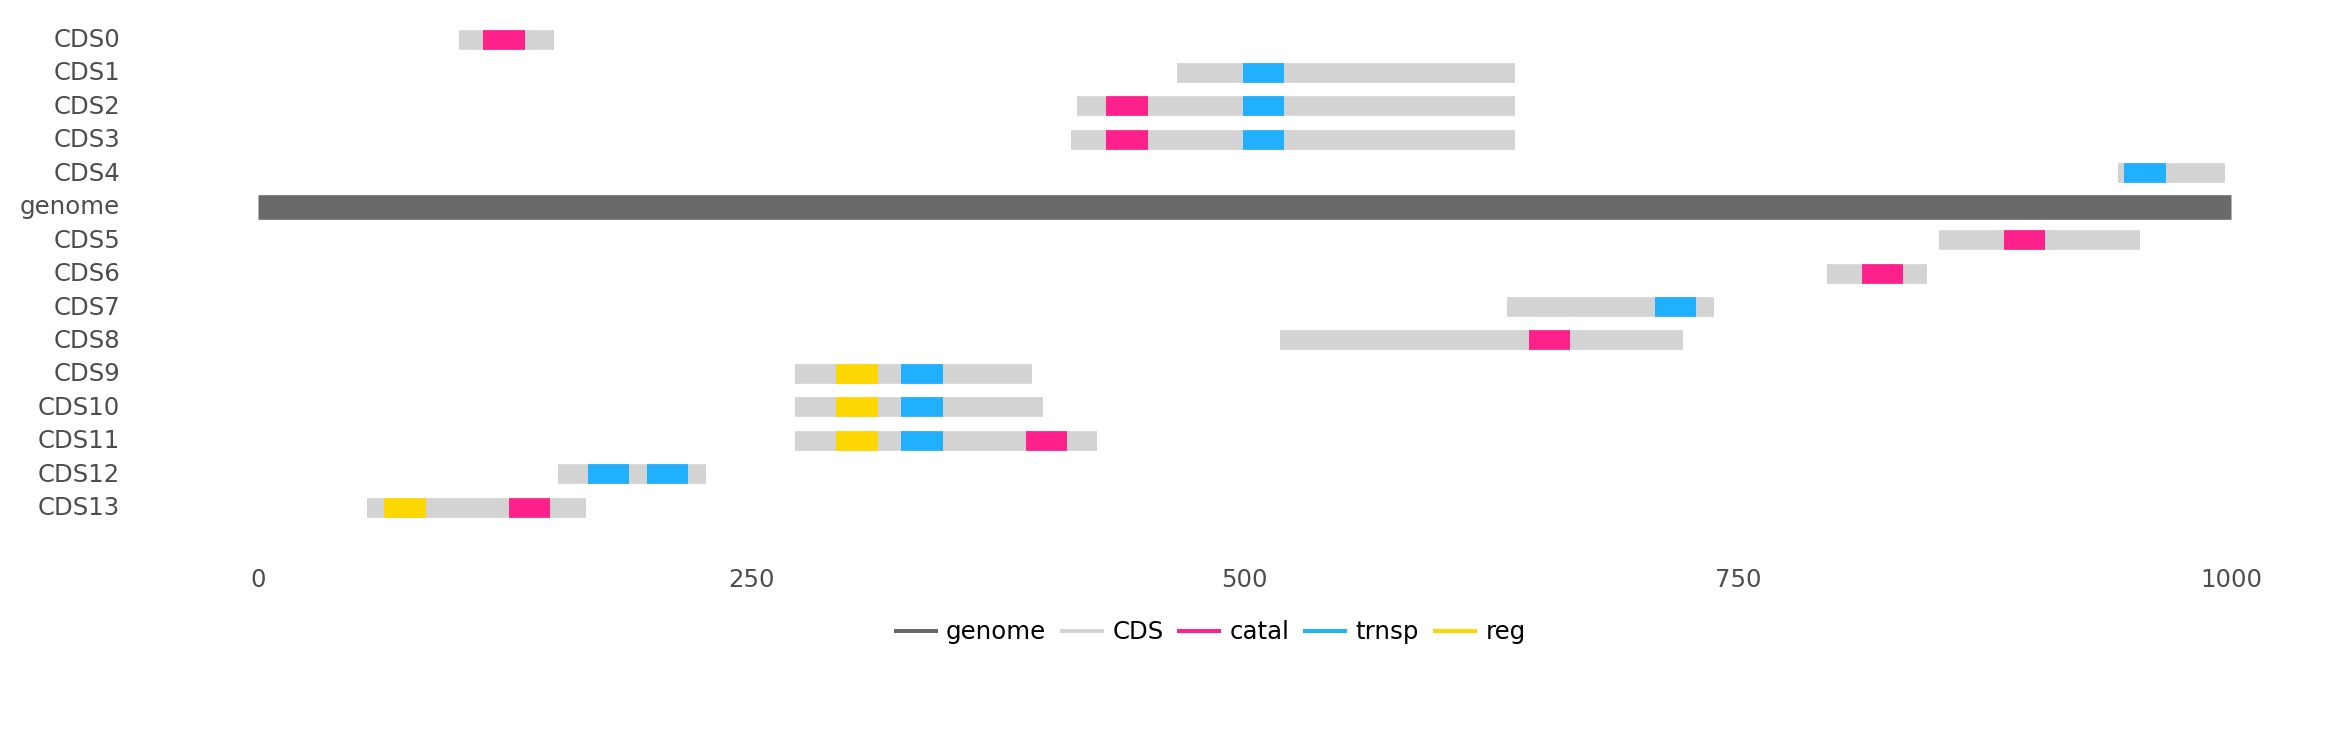 CDS0
CDS1
CDS2
CDS3
CDS4
genome
CDS5
CDS6
CDS7
CDS8
CDS9
CDS10
CDS11
CDS12
CDS13
0 250 500 750 1000
genome CDS catal trnsp reg